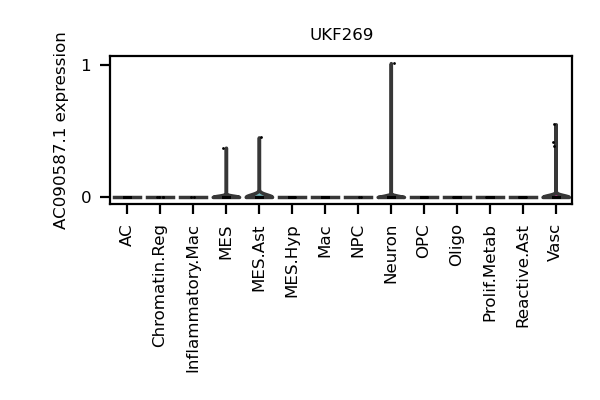 UKF269
AC090587.1 expression
1
0
AC
Chromatin.Reg
Inflammatory.Mac
MES
MES.Ast
MES.Hyp
Mac
NPC
Neuron
OPC
Oligo
Prolif.Metab
Reactive.Ast
Vasc